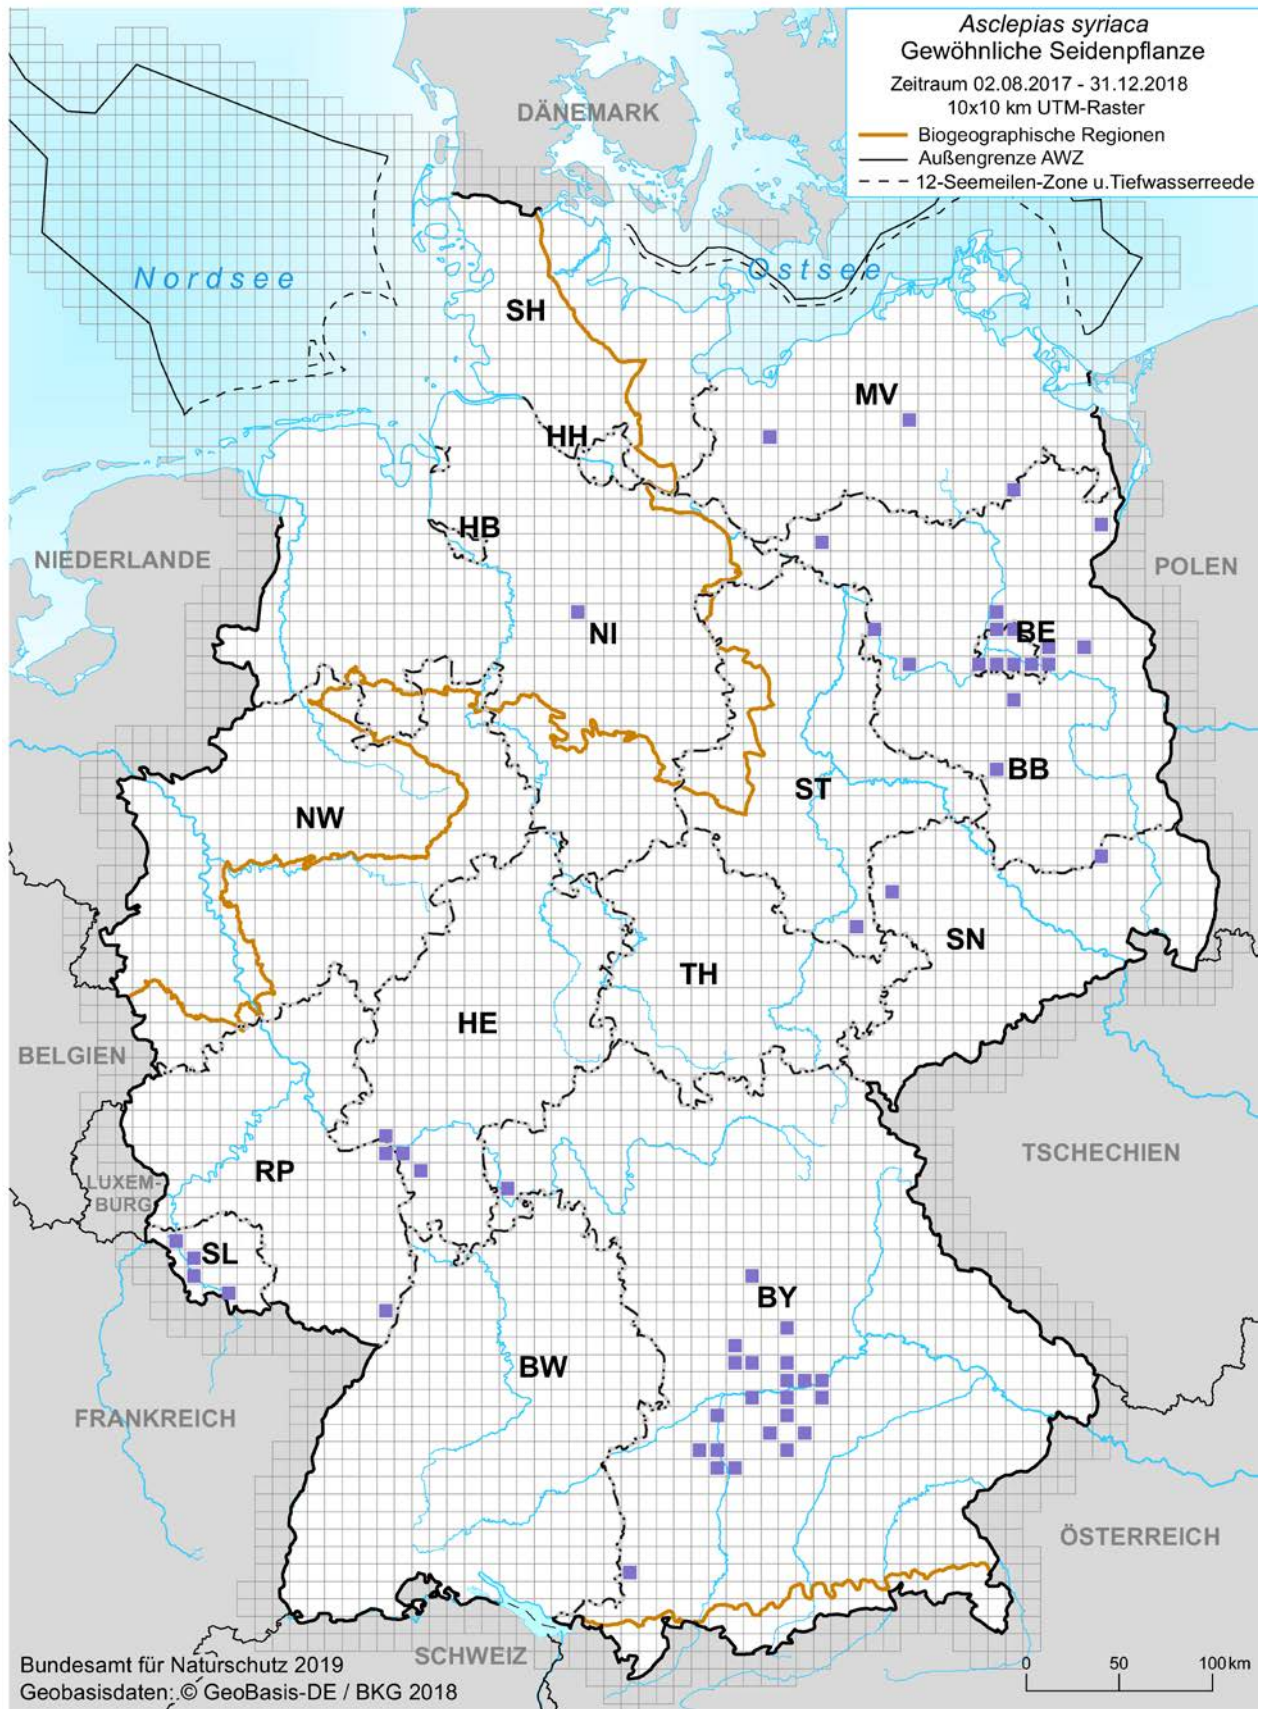 Asclepias syriaca
Gewöhnliche Seidenpflanze
Zeitraum 02.08.2017 - 31.12.2018
10x10 km UTM-Raster
Biogeographische Regionen
Außengrenze AWZ
12-Seemeilen-Zone u.Tiefwasserreede
DÄNEMARK
Nordsee
Ostsee
SH
MV
HH
HB
NIEDERLANDE
POLEN
NI
BE
BB
ST
NW
SN
TH
HE
BELGIEN
TSCHECHIEN
RP
LUXEM-
BURG
SL
BY
BW
FRANKREICH
ÖSTERREICH
SCHWEIZ
Bundesamt für Naturschutz 2019
Geobasisdaten:.© GeoBasis-DE / BKG 2018
0 50 100km